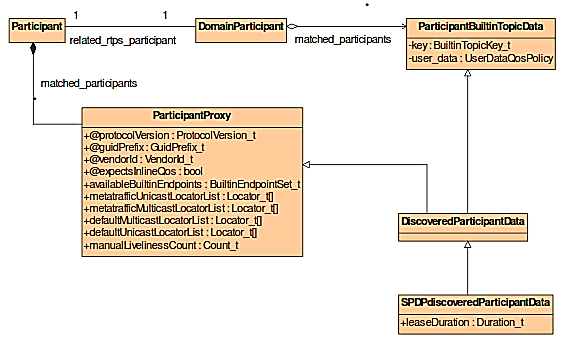 Participant
1
1
related_rtps_participant
DomainParticipant
*
matched_participants
ParticipantBuiltinTopicData
-key : BuiltinTopicKey_t
-user_data : UserDataQosPolicy
matched_participants
*
ParticipantProxy
+@protocolVersion : ProtocolVersion_t
+@guidPrefix : GuidPrefix_t
+@vendorId : VendorId_t
+@expectsInlineQos : bool
+availableBuiltinEndpoints : BuiltinEndpointSet_t
+metatrafficUnicastLocatorList : Locator_t[]
+metatrafficMulticastLocatorList : Locator_t[]
+defaultMulticastLocatorList : Locator_t[]
+defaultUnicastLocatorList : Locator_t[]
+manualLivelinessCount : Count_t
DiscoveredParticipantData
SPDPdiscoveredParticipantData
+leaseDuration : Duration_t